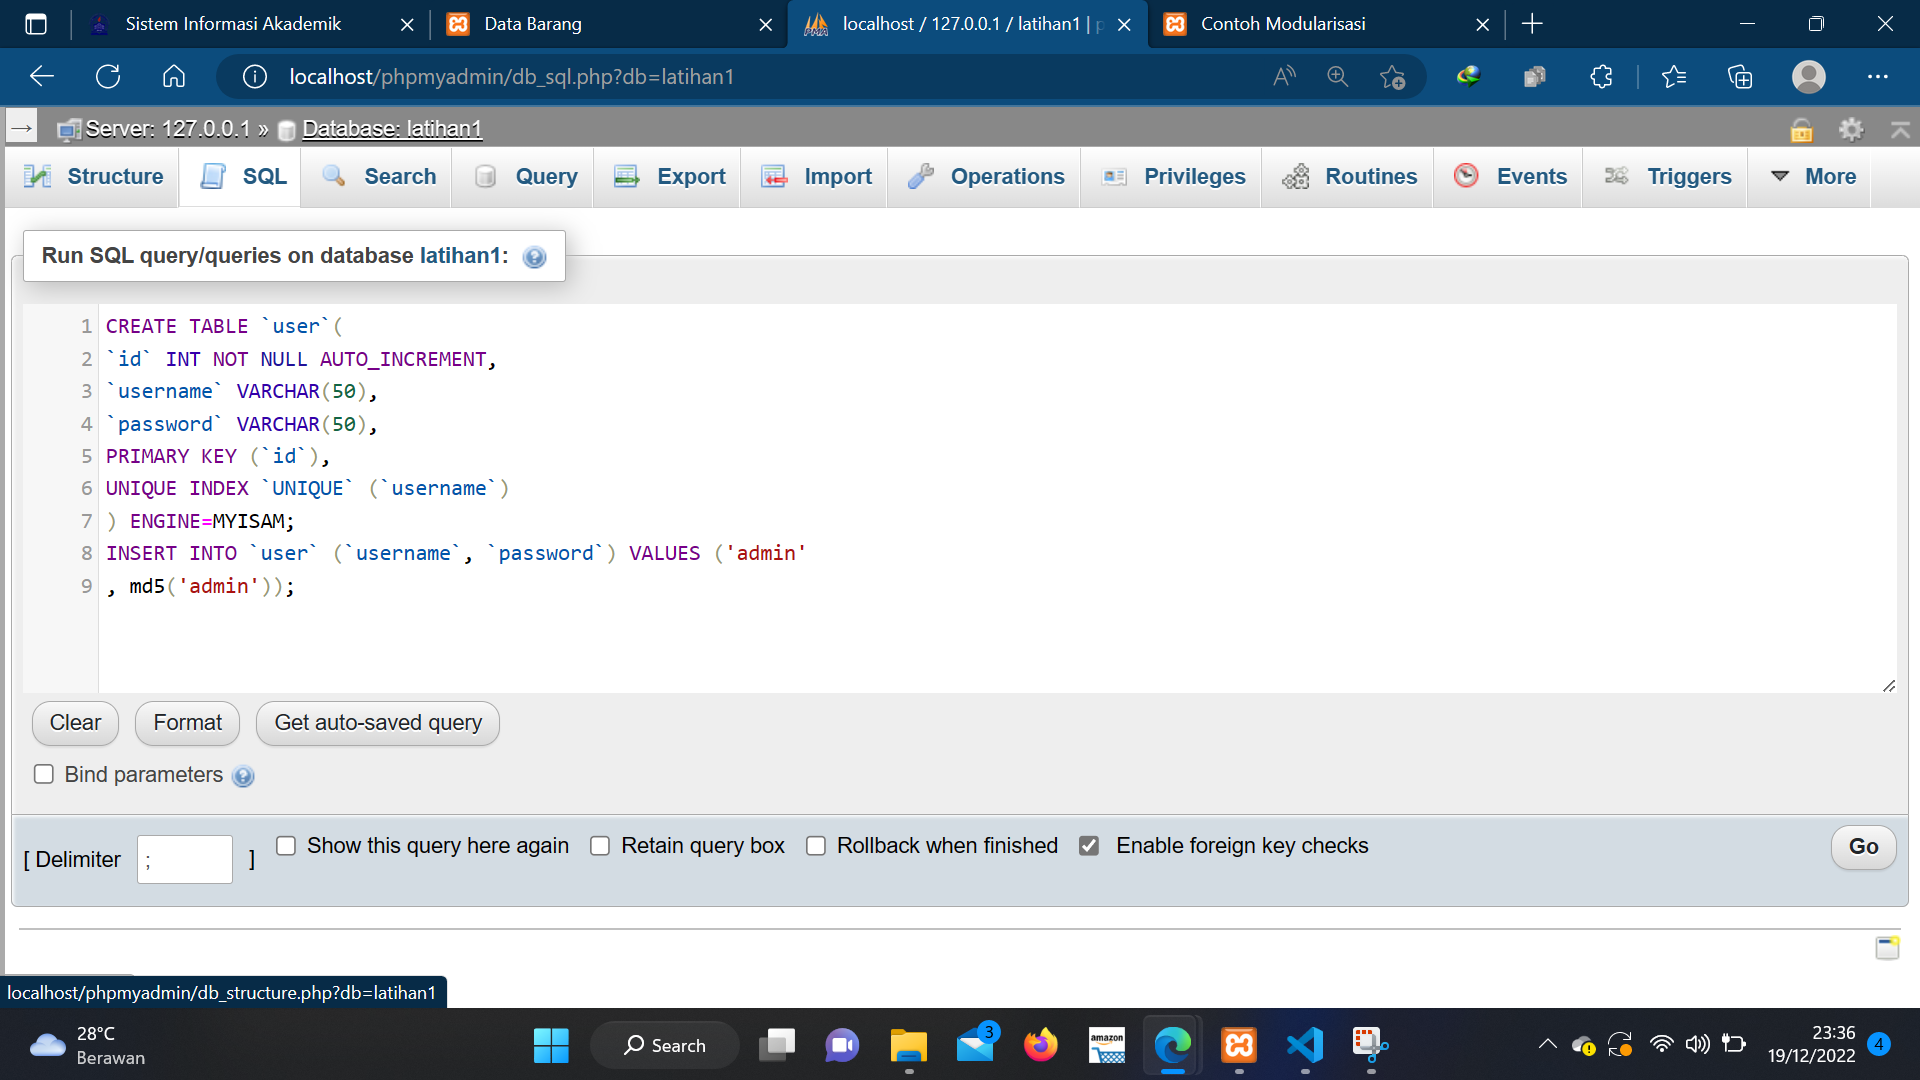 Sistem Informasi Akademik
Data Barang
localhost / 127.0.0.1 / latihan1 | p
Contoh Modularisasi
localhost/phpmyadmin/db_sql.php?db=latihan1
Server: 127.0.0.1 » Database: latihan1
Structure
SQL
Search
Query
Export
Import
Operations
Privileges
Routines
Events
Triggers
More
Run SQL query/queries on database latihan1:
1 CREATE TABLE `user`(
2 `id` INT NOT NULL AUTO_INCREMENT,
3 `username` VARCHAR(50),
4 `password` VARCHAR(50),
5 PRIMARY KEY (`id`),
6 UNIQUE INDEX `UNIQUE` (`username`)
7 ) ENGINE=MYISAM;
8 INSERT INTO `user` (`username`, `password`) VALUES ('admin'
9 , md5('admin'));
Clear
Format
Get auto-saved query
Bind parameters
[ Delimiter ; ]
Show this query here again
Retain query box
Rollback when finished
Enable foreign key checks
Go
localhost/phpmyadmin/db_structure.php?db=latihan1
28°C
Berawan
Search
3
amazon
23:36
19/12/2022
4